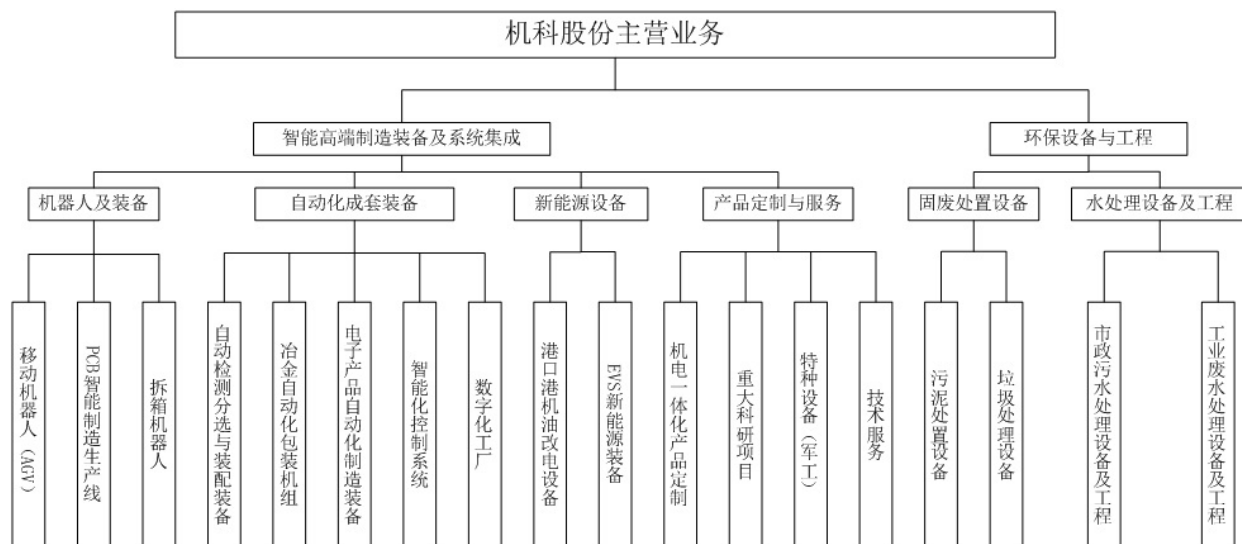 机科股份主营业务
智能高端制造装备及系统集成
环保设备与工程
机器人及装备
自动化成套装备
新能源设备
产品定制与服务
固废处置设备
水处理设备及工程
移动机器人（AGV）
PCB智能制造生产线
拆箱机器人
自动检测分选与装配装备
冶金自动化包装机组
电子产品自动化制造装备
智能化控制系统
数字化工厂
港口港机油改电设备
EVS新能源装备
机电一体化产品定制
重大科研项目
特种设备（军工）
技术服务
污泥处置设备
垃圾处理设备
市政污水处理设备及工程
工业废水处理设备及工程